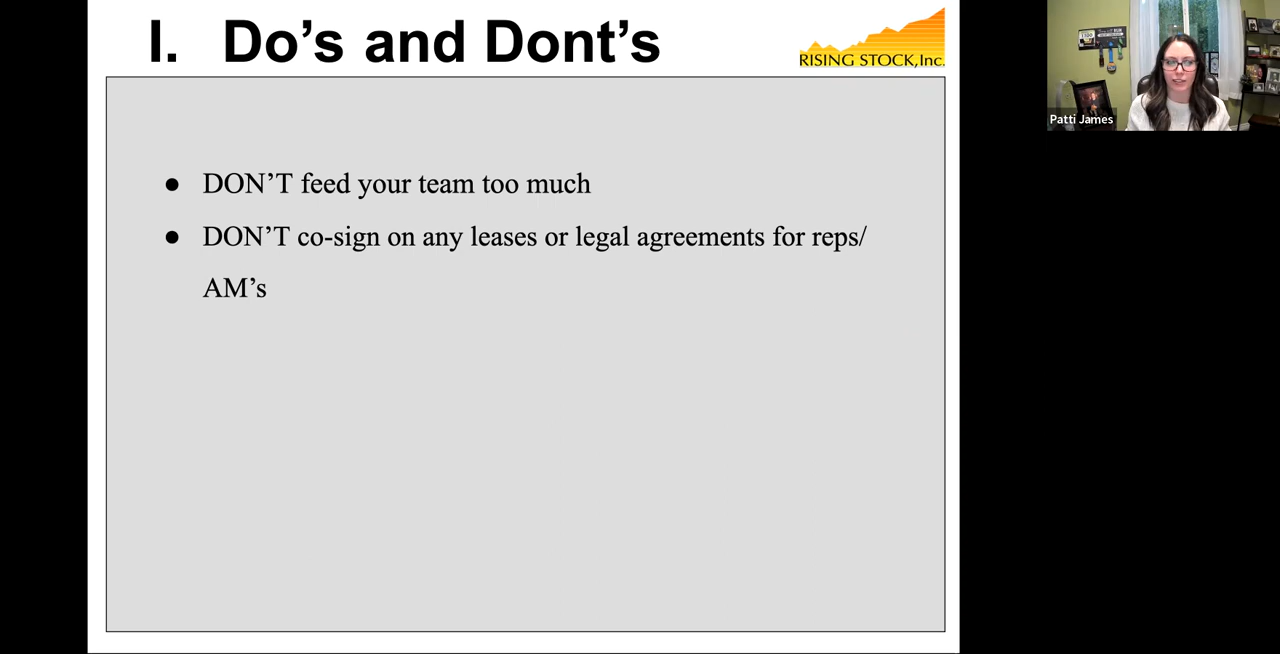 I. Do’s and Dont’s
RISING STOCK, Inc.
● DON’T feed your team too much
● DON’T co-sign on any leases or legal agreements for reps/
AM’s
Patti James